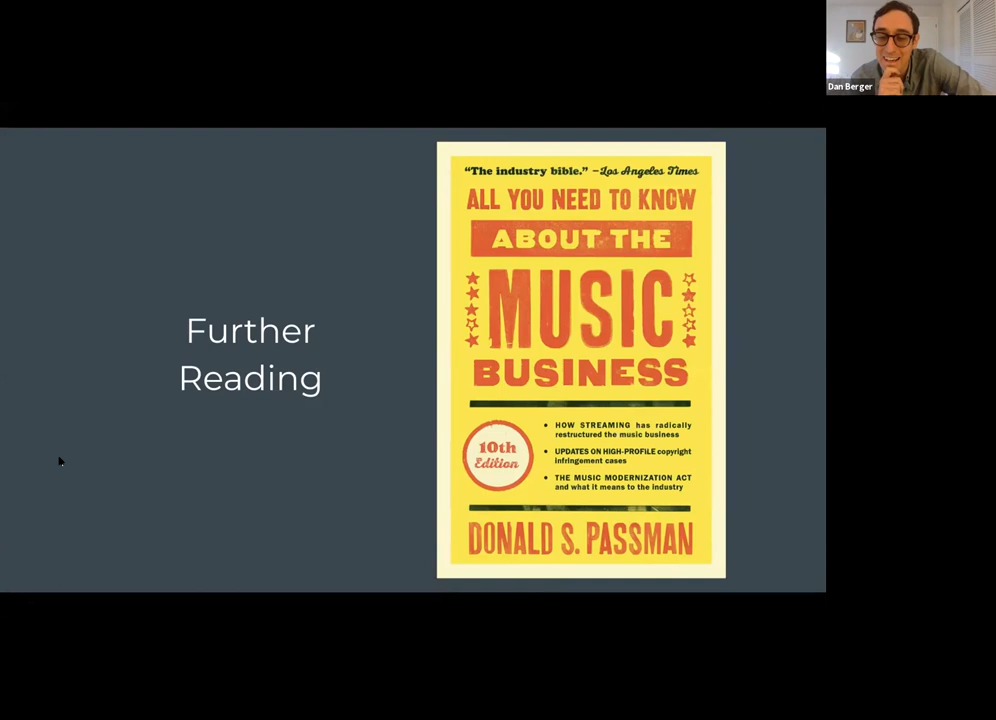 Dan Berger
Further
Reading
“The industry bible.” –Los Angeles Times
ALL YOU NEED TO KNOW
ABOUT THE
MUSIC
BUSINESS
10th
Edition
• HOW STREAMING has radically
restructured the music business
• UPDATES ON HIGH-PROFILE copyright
infringement cases
• THE MUSIC MODERNIZATION ACT
and what it means to the industry
DONALD S. PASSMAN